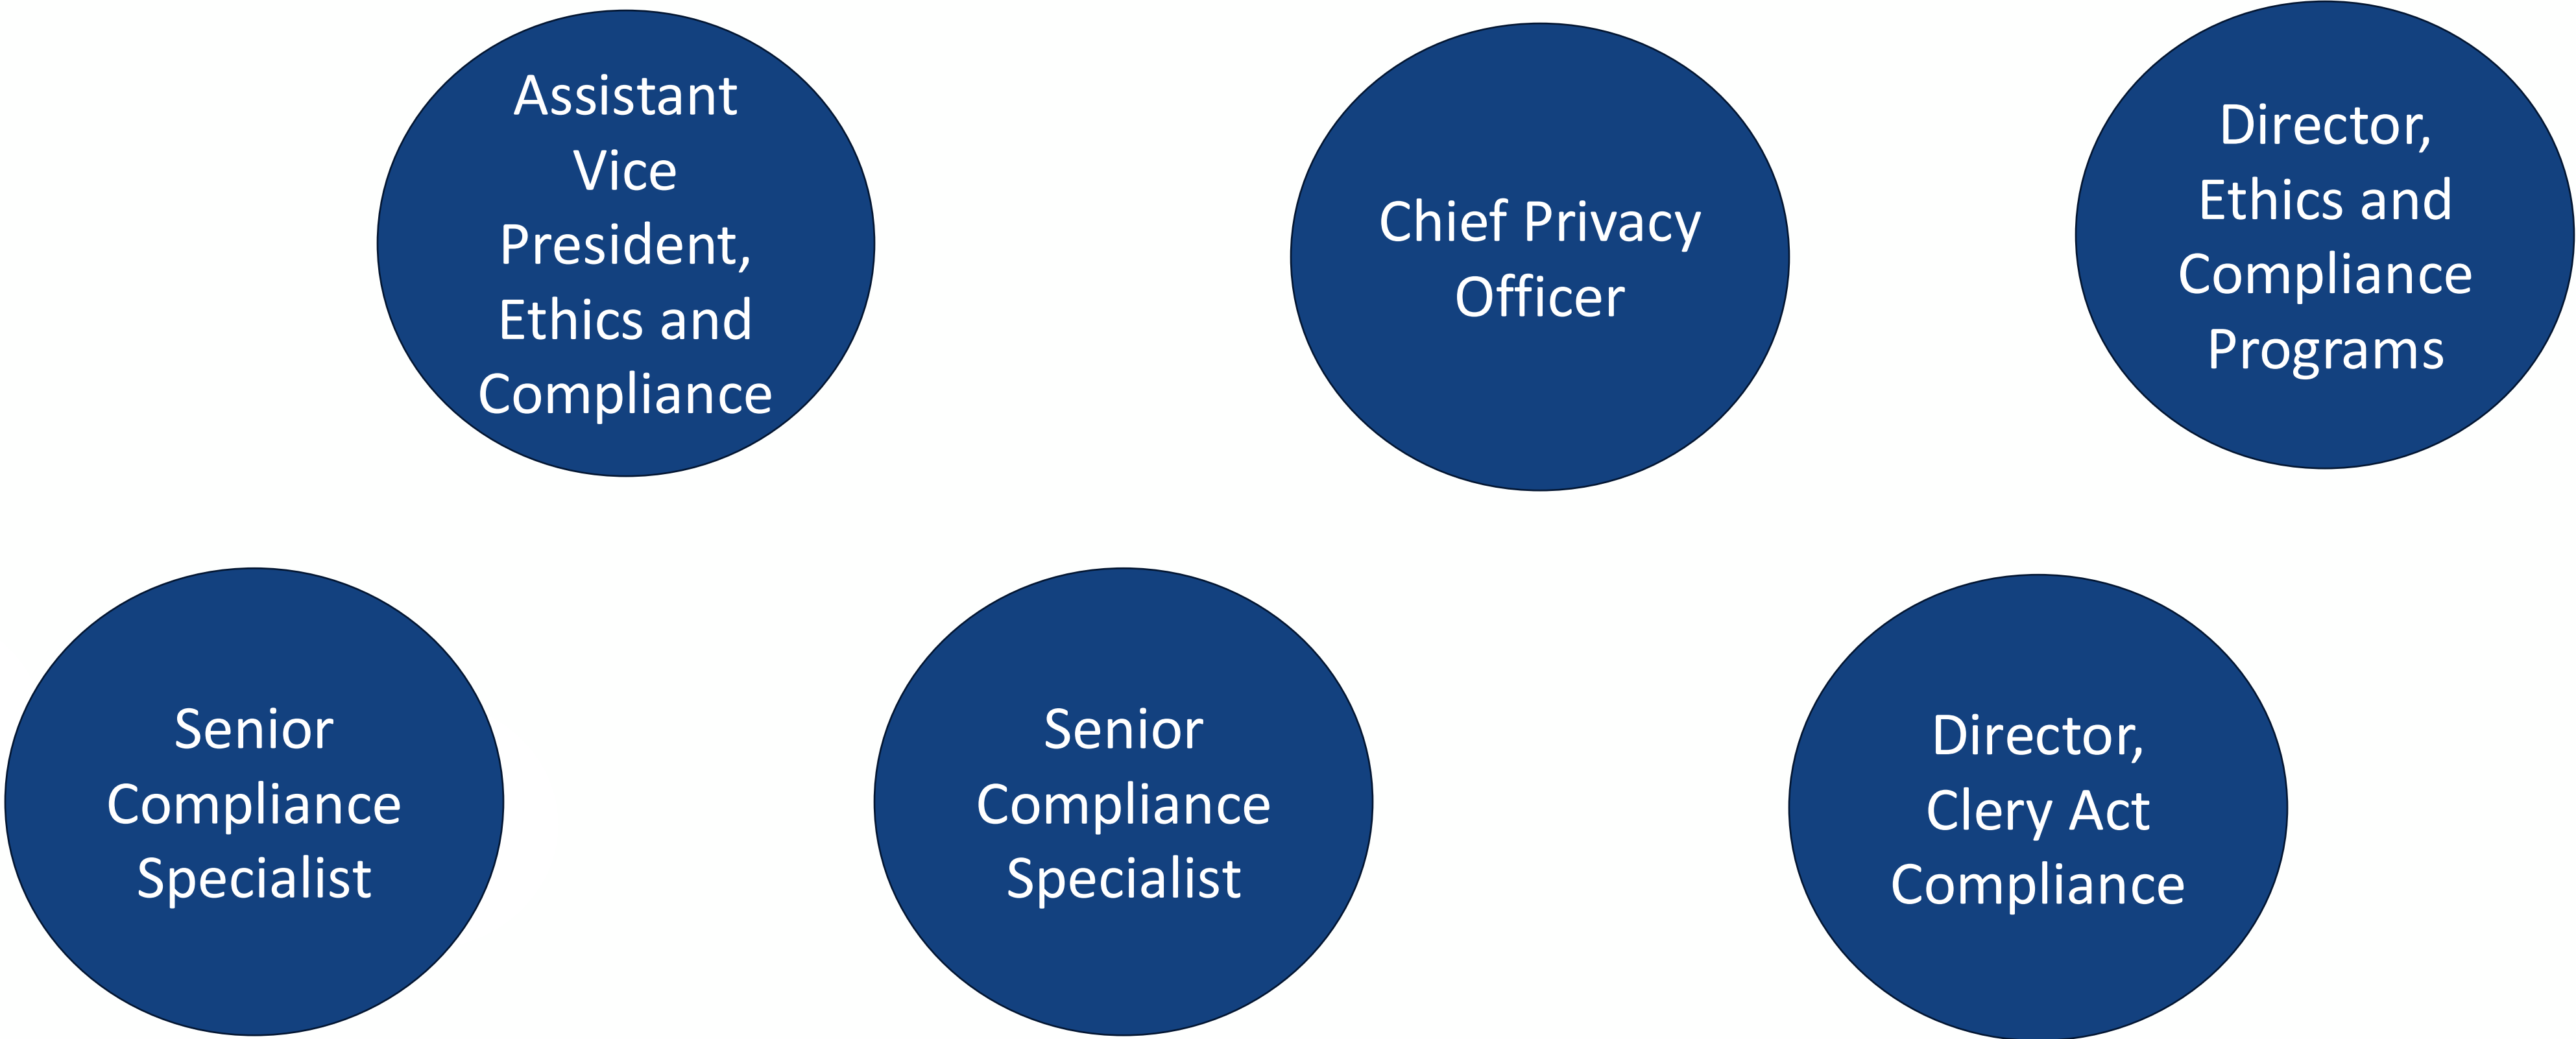 Assistant
Vice
President,
Ethics and
Compliance
Chief Privacy
Officer
Director,
Ethics and
Compliance
Programs
Senior
Compliance
Specialist
Senior
Compliance
Specialist
Director,
Clery Act
Compliance